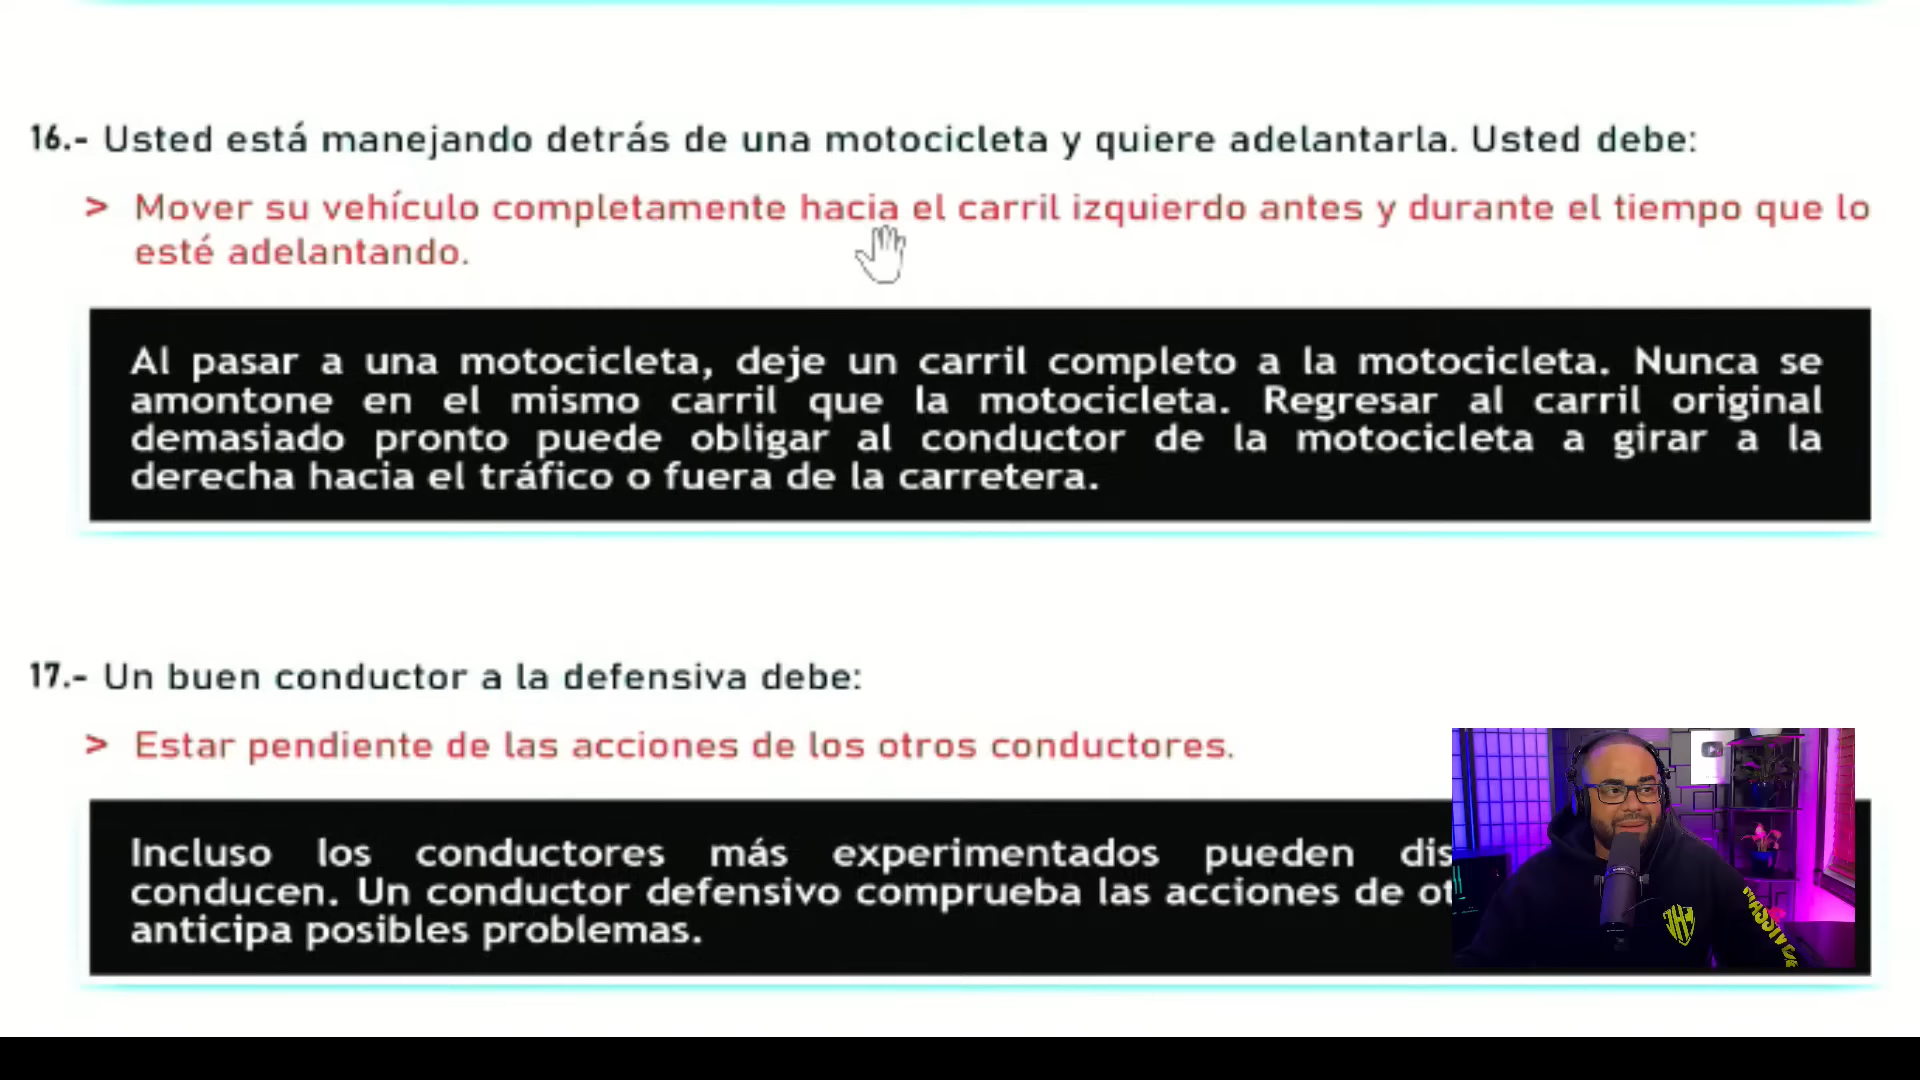 16.- Usted está manejando detrás de una motocicleta y quiere adelantarla. Usted debe:
> Mover su vehículo completamente hacia el carril izquierdo antes y durante el tiempo que lo
esté adelantando.
Al pasar a una motocicleta, deje un carril completo a la motocicleta. Nunca se
amontone en el mismo carril que la motocicleta. Regresar al carril original
demasiado pronto puede obligar al conductor de la motocicleta a girar a la
derecha hacia el tráfico o fuera de la carretera.
17.- Un buen conductor a la defensiva debe:
> Estar pendiente de las acciones de los otros conductores.
Incluso los conductores más experimentados pueden
conducen. Un conductor defensivo comprueba las acciones de
anticipa posibles problemas.